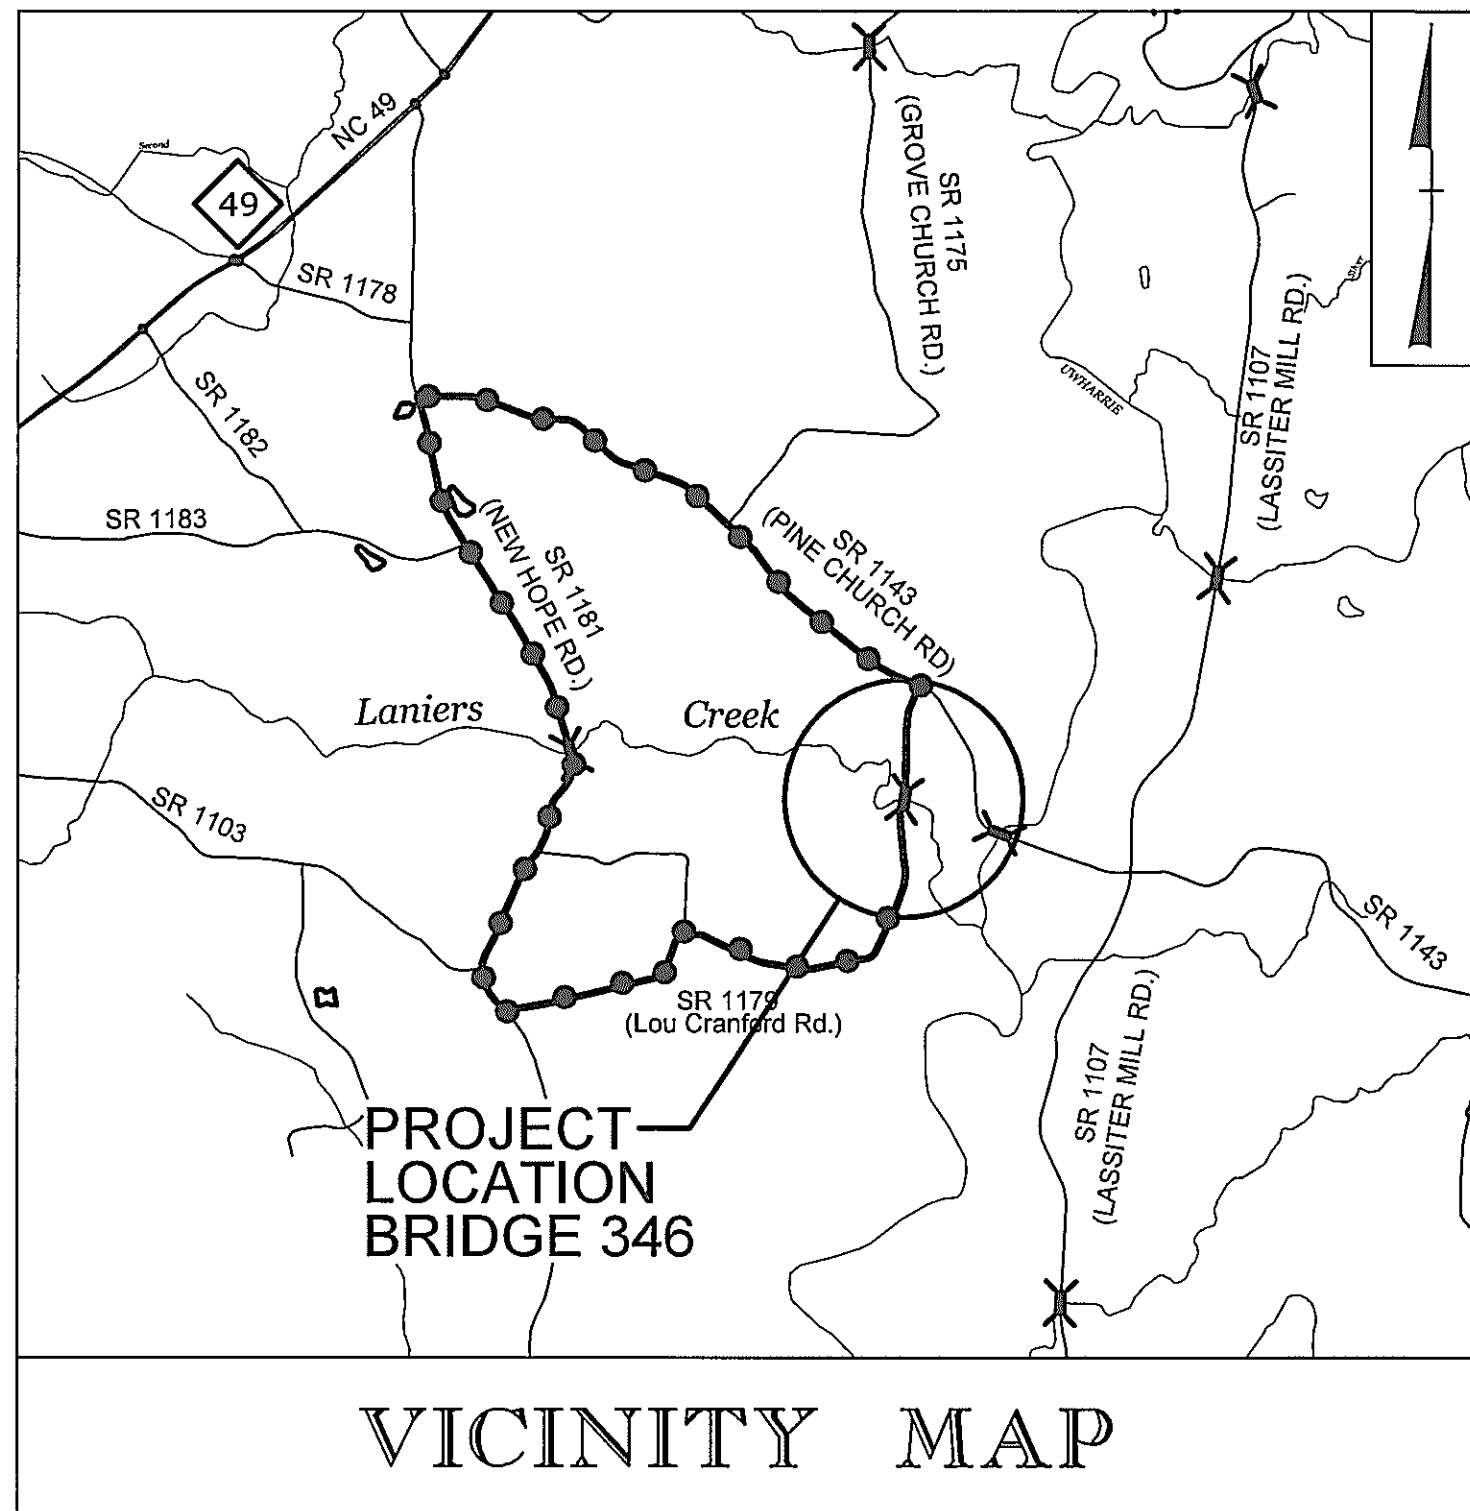 Second
NC 49
49
SR 1178
SR 1175
(GROVE CHURCH RD.)
Silver
UWHARRIE
SR 1107
(LASSITER MILL RD.)
SR 1182
SR 1183
SR 1181
(NEW HOPE RD.)
SR 1143
(PINE CHURCH RD)
Laniers Creek
SR 1103
SR 1143
SR 1179
(Lou Cranford Rd.)
SR 1107
(LASSITER MILL RD.)
PROJECT
LOCATION
BRIDGE 346
VICINITY MAP